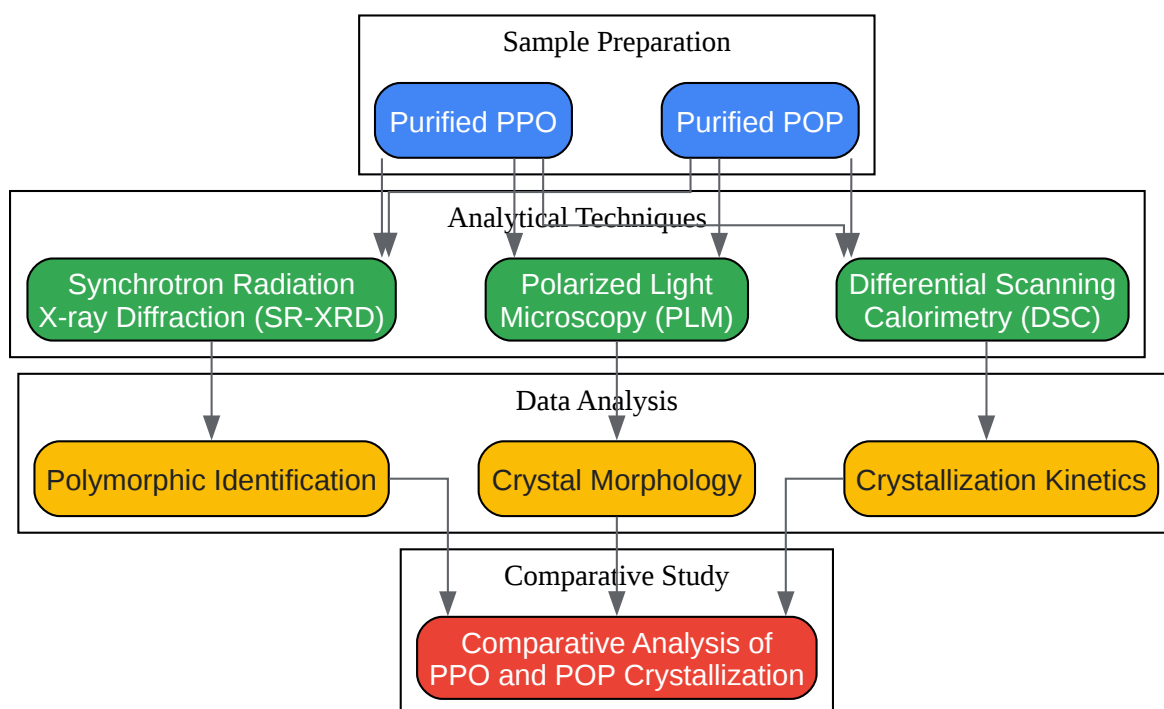 Sample Preparation
Purified PPO
Purified POP
Analytical Techniques
Synchrotron Radiation
X-ray Diffraction (SR-XRD)
Polarized Light
Microscopy (PLM)
Differential Scanning
Calorimetry (DSC)
Data Analysis
Polymorphic Identification
Crystal Morphology
Crystallization Kinetics
Comparative Study
Comparative Analysis of
PPO and POP Crystallization